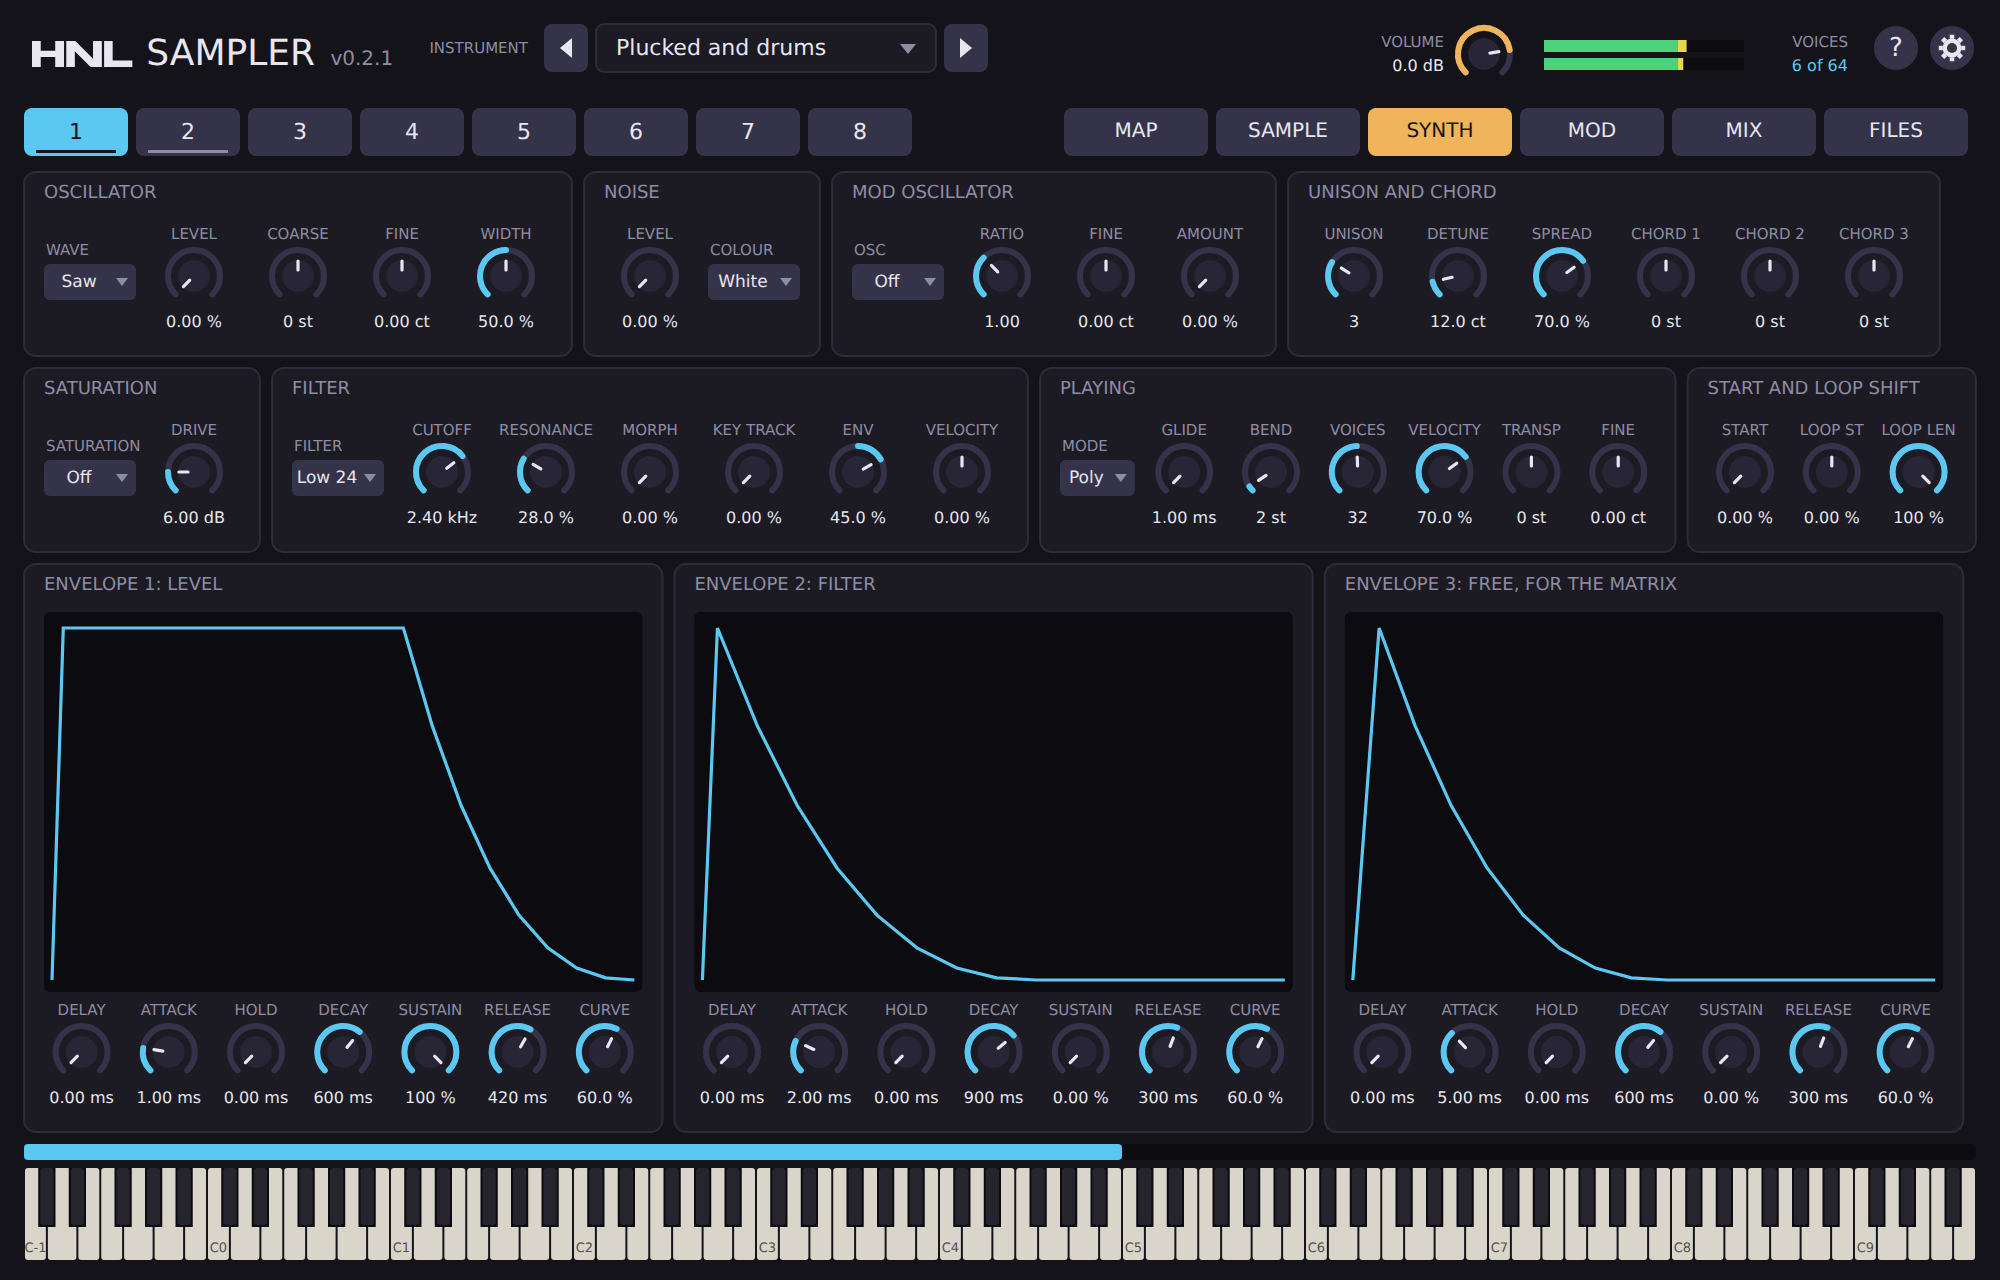 HNL SAMPLER v0.2.1 INSTRUMENT Plucked and drums VOLUME 0.0 dB VOICES 6 of 64 ?
1 2 3 4 5 6 7 8 MAP SAMPLE SYNTH MOD MIX FILES
OSCILLATOR NOISE MOD OSCILLATOR UNISON AND CHORD
WAVE LEVEL COARSE FINE WIDTH LEVEL COLOUR OSC RATIO FINE AMOUNT UNISON DETUNE SPREAD CHORD 1 CHORD 2 CHORD 3
Saw White Off
0.00 % 0 st 0.00 ct 50.0 % 0.00 % 1.00 0.00 ct 0.00 % 3 12.0 ct 70.0 % 0 st 0 st 0 st
SATURATION FILTER PLAYING START AND LOOP SHIFT
SATURATION DRIVE FILTER CUTOFF RESONANCE MORPH KEY TRACK ENV VELOCITY MODE GLIDE BEND VOICES VELOCITY TRANSP FINE START LOOP ST LOOP LEN
Off Low 24 Poly
6.00 dB 2.40 kHz 28.0 % 0.00 % 0.00 % 45.0 % 0.00 % 1.00 ms 2 st 32 70.0 % 0 st 0.00 ct 0.00 % 0.00 % 100 %
ENVELOPE 1: LEVEL ENVELOPE 2: FILTER ENVELOPE 3: FREE, FOR THE MATRIX
DELAY ATTACK HOLD DECAY SUSTAIN RELEASE CURVE DELAY ATTACK HOLD DECAY SUSTAIN RELEASE CURVE DELAY ATTACK HOLD DECAY SUSTAIN RELEASE CURVE
0.00 ms 1.00 ms 0.00 ms 600 ms 100 % 420 ms 60.0 % 0.00 ms 2.00 ms 0.00 ms 900 ms 0.00 % 300 ms 60.0 % 0.00 ms 5.00 ms 0.00 ms 600 ms 0.00 % 300 ms 60.0 %
C-1 C0 C1 C2 C3 C4 C5 C6 C7 C8 C9